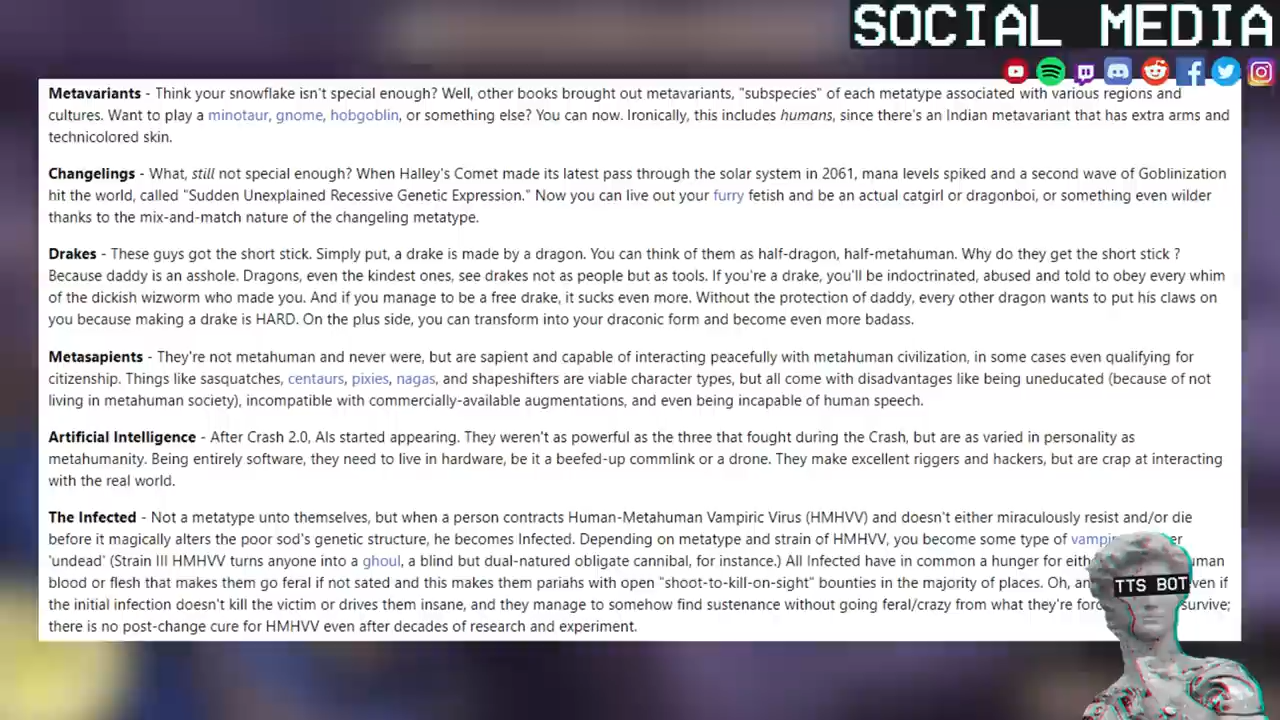 SOCIAL MEDIA
Metavariants - Think your snowflake isn't special enough? Well, other books brought out metavariants, "subspecies" of each metatype associated with various regions and
cultures. Want to play a minotaur, gnome, hobgoblin, or something else? You can now. Ironically, this includes humans, since there's an Indian metavariant that has extra arms and
technicolored skin.
Changelings - What, still not special enough? When Halley's Comet made its latest pass through the solar system in 2061, mana levels spiked and a second wave of Goblinization
hit the world, called "Sudden Unexplained Recessive Genetic Expression." Now you can live out your furry fetish and be an actual catgirl or dragonboi, or something even wilder
thanks to the mix-and-match nature of the changeling metatype.
Drakes - These guys got the short stick. Simply put, a drake is made by a dragon. You can think of them as half-dragon, half-metahuman. Why do they get the short stick ?
Because daddy is an asshole. Dragons, even the kindest ones, see drakes not as people but as tools. If you're a drake, you'll be indoctrinated, abused and told to obey every whim
of the dickish wizworm who made you. And if you manage to be a free drake, it sucks even more. Without the protection of daddy, every other dragon wants to put his claws on
you because making a drake is HARD. On the plus side, you can transform into your draconic form and become even more badass.
Metasapients - They're not metahuman and never were, but are sapient and capable of interacting peacefully with metahuman civilization, in some cases even qualifying for
citizenship. Things like sasquatches, centaurs, pixies, nagas, and shapeshifters are viable character types, but all come with disadvantages like being uneducated (because of not
living in metahuman society), incompatible with commercially-available augmentations, and even being incapable of human speech.
Artificial Intelligence - After Crash 2.0, AIs started appearing. They weren't as powerful as the three that fought during the Crash, but are as varied in personality as
metahumanity. Being entirely software, they need to live in hardware, be it a beefed-up commlink or a drone. They make excellent riggers and hackers, but are crap at interacting
with the real world.
The Infected - Not a metatype unto themselves, but when a person contracts Human-Metahuman Vampiric Virus (HMHVV) and doesn't either miraculously resist and/or die
before it magically alters the poor sod's genetic structure, he becomes Infected. Depending on metatype and strain of HMHVV, you become some type of
'undead' (Strain III HMHVV turns anyone into a ghoul, a blind but dual-natured obligate cannibal, for instance.) All Infected have in common a hunger for
blood or flesh that makes them go feral if not sated and this makes them pariahs with open "shoot-to-kill-on-sight" bounties in the majority of places. Oh, if
the initial infection doesn't kill the victim or drives them insane, and they manage to somehow find sustenance without going feral/crazy from what they're survive;
there is no post-change cure for HMHVV even after decades of research and experiment.
TTS BOT